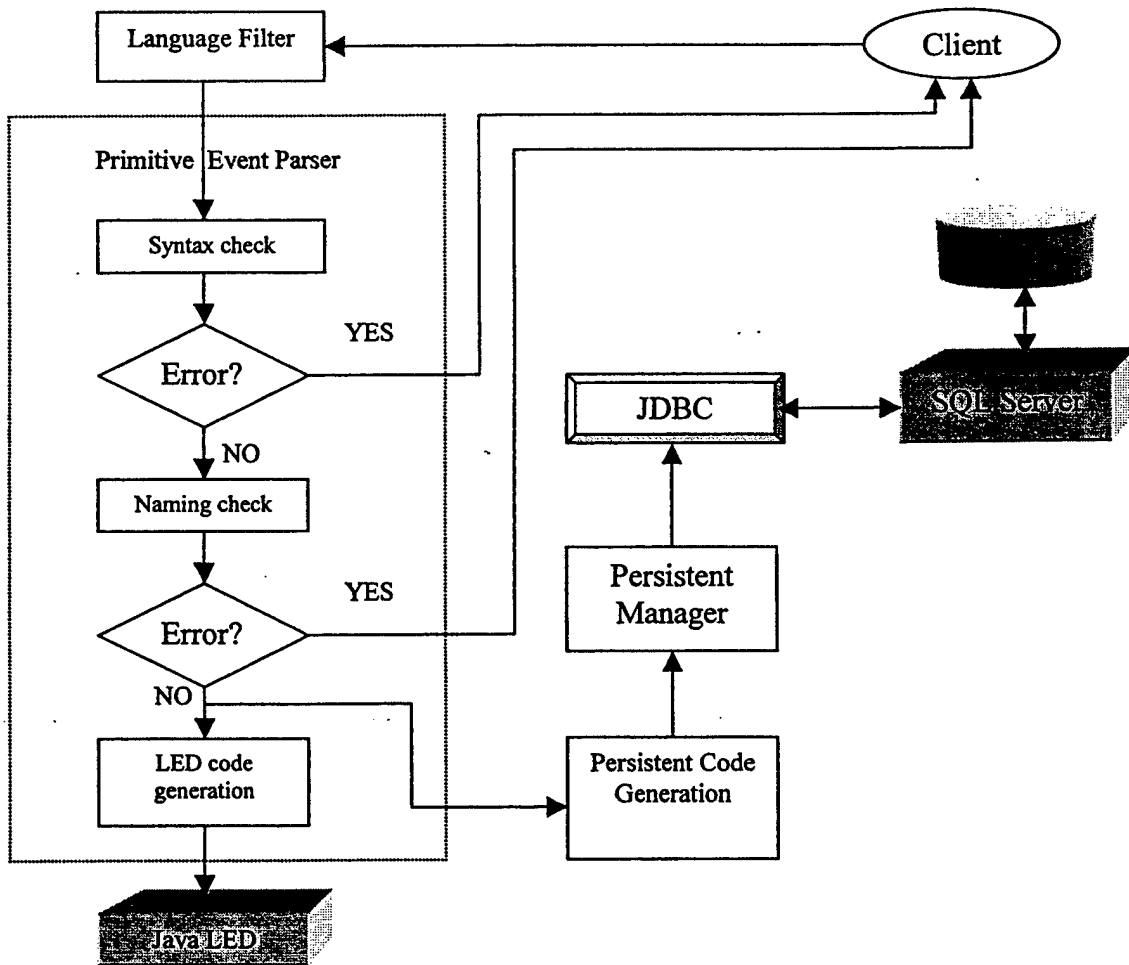 Language Filter
Client
Primitive Event Parser
Syntax check
YES
Error?
JDBC
SQL Server
NO
Naming check
Persistent
Manager
YES
Error?
NO
LED code
generation
Persistent Code
Generation
Java LED